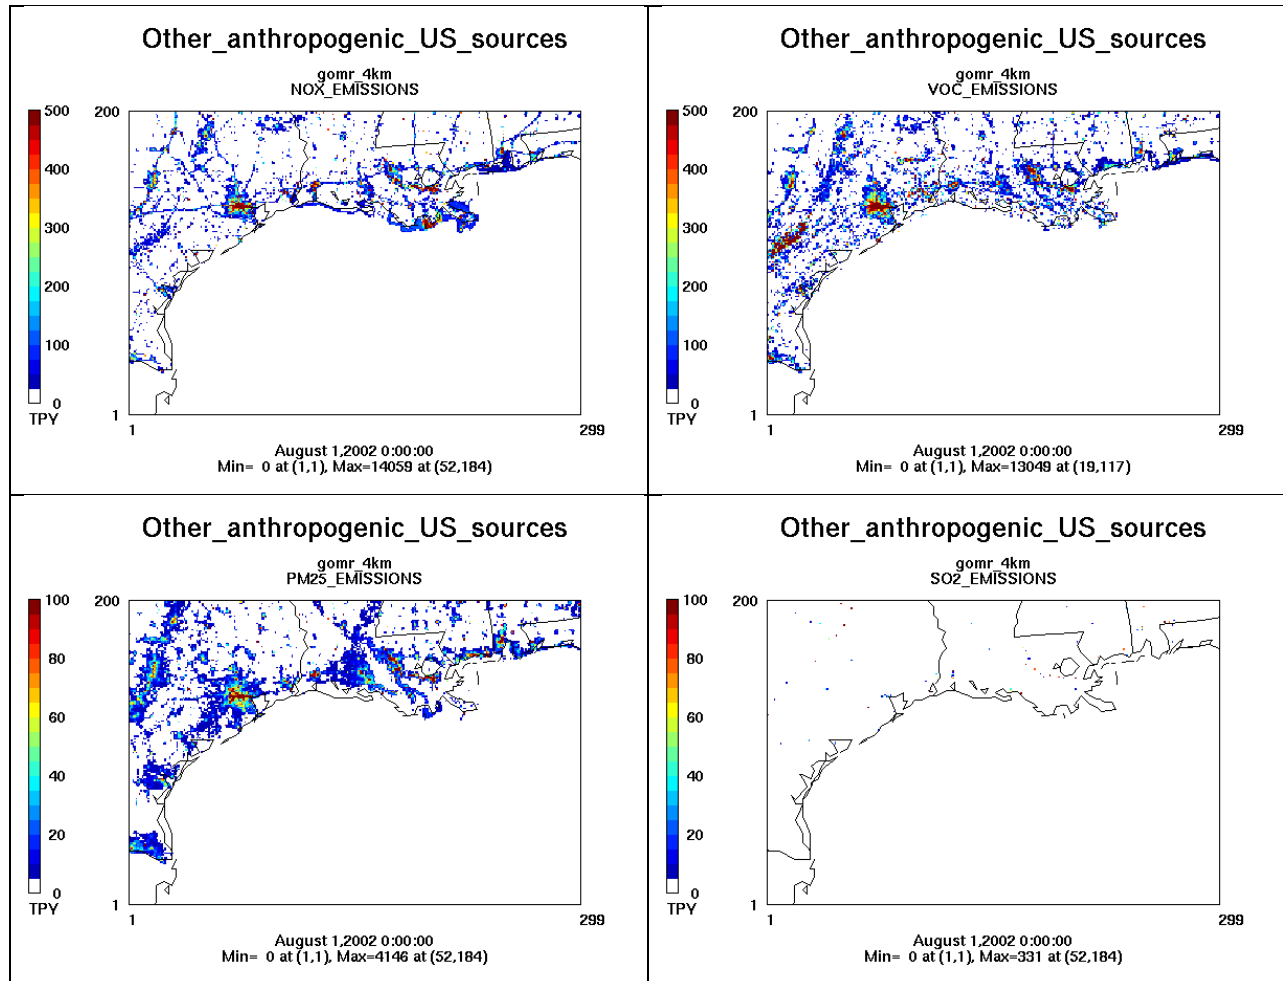 Other_anthropogenic_US_sources
gomr_4km
NOX_EMISSIONS
500
400
300
200
100
0
TPY
200
1
1
299
August 1,2002 0:00:00
Min= 0 at (1,1), Max=14059 at (52,184)
Other_anthropogenic_US_sources
gomr_4km
VOC_EMISSIONS
500
400
300
200
100
0
TPY
200
1
1
299
August 1,2002 0:00:00
Min= 0 at (1,1), Max=13049 at (19,117)
Other_anthropogenic_US_sources
gomr_4km
PM25_EMISSIONS
100
80
60
40
20
0
TPY
200
1
1
299
August 1,2002 0:00:00
Min= 0 at (1,1), Max=4146 at (52,184)
Other_anthropogenic_US_sources
gomr_4km
SO2_EMISSIONS
100
80
60
40
20
0
TPY
200
1
1
299
August 1,2002 0:00:00
Min= 0 at (1,1), Max=331 at (52,184)